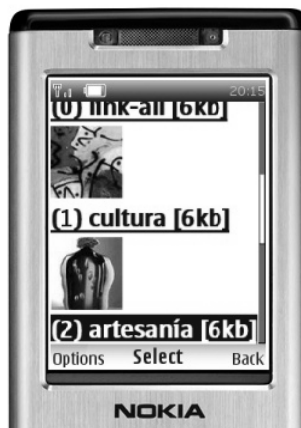 20:15
(0) link-all [6kb]
(1) cultura [6kb]
(2) artesanía [6kb]
Options Select Back
NOKIA